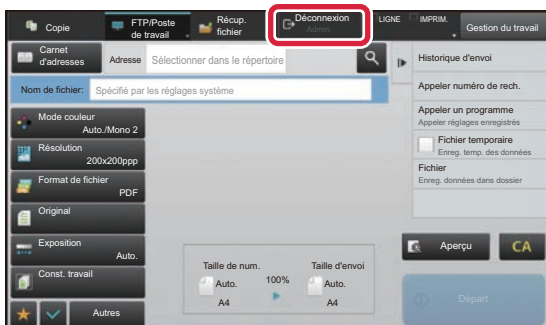 Copie
FTP/Poste
de travail
Récup.
fichier
Déconnexion
Admin.
LIGNE
IMPRIM.
Gestion du travail
Carnet
d'adresses
Adresse
Sélectionner dans le répertoire
Nom de fichier:
Spécifié par les réglages système
Mode couleur
Auto./Mono 2
Résolution
200x200ppp
Format de fichier
PDF
Original
Exposition
Auto.
Const. travail
Autres
Taille de num.
Auto.
A4
100%
Taille d'envoi
Auto.
A4
Historique d'envoi
Appeler numéro de rech.
Appeler un programme
Appeler réglages enregistrés
Fichier temporaire
Enreg. temp. des données
Fichier
Enreg. données dans dossier
Aperçu
CA
Départ